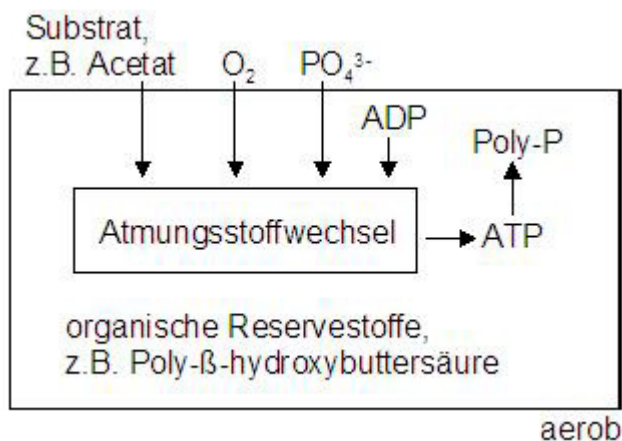 Substrat,
z.B. Acetat O₂ PO₄³⁻
ADP
Poly-P
Atmungsstoffwechsel ATP
organische Reservestoffe,
z.B. Poly-ß-hydroxybuttersäure
aerob